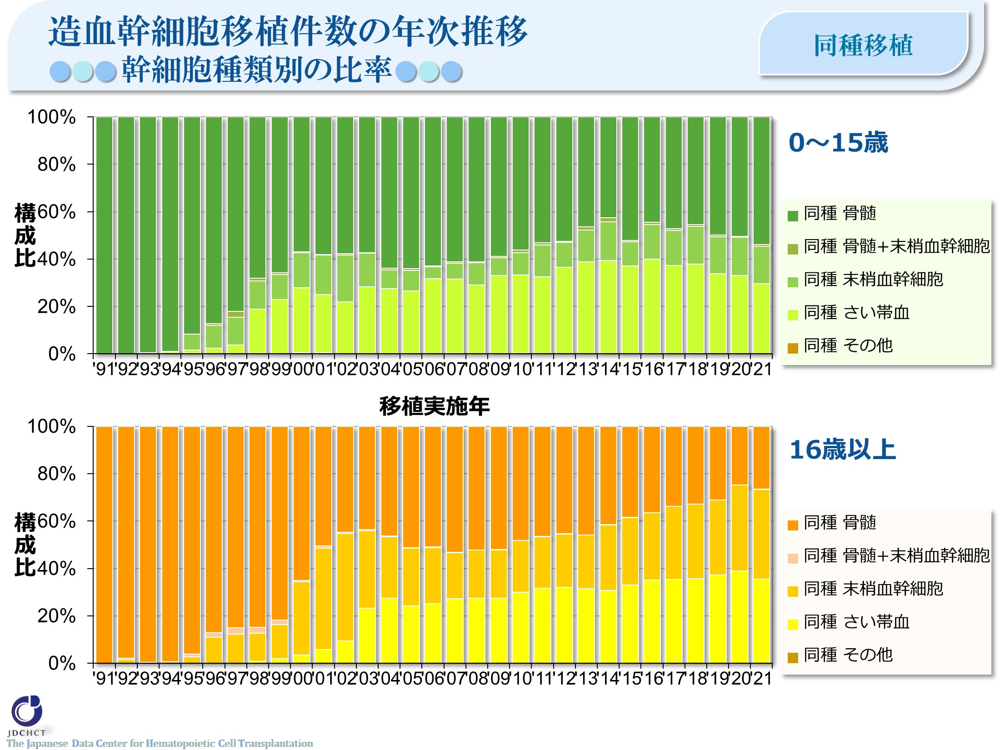 造血幹細胞移植件数の年次推移
幹細胞種類別の比率
同種移植
100%
80%
60%
40%
20%
0%
構成比
'91 '92 '93 '94 '95 '96 '97 '98 '99 '00 '01 '02 '03 '04 '05 '06 '07 '08 '09 '10 '11 '12 '13 '14 '15 '16 '17 '18 '19 '20 '21
移植実施年
0～15歳
同種 骨髄
同種 骨髄+末梢血幹細胞
同種 末梢血幹細胞
同種 さい帯血
同種 その他
100%
80%
60%
40%
20%
0%
構成比
'91 '92 '93 '94 '95 '96 '97 '98 '99 '00 '01 '02 '03 '04 '05 '06 '07 '08 '09 '10 '11 '12 '13 '14 '15 '16 '17 '18 '19 '20 '21
16歳以上
同種 骨髄
同種 骨髄+末梢血幹細胞
同種 末梢血幹細胞
同種 さい帯血
同種 その他
JDCHCT
The Japanese Data Center for Hematopoietic Cell Transplantation